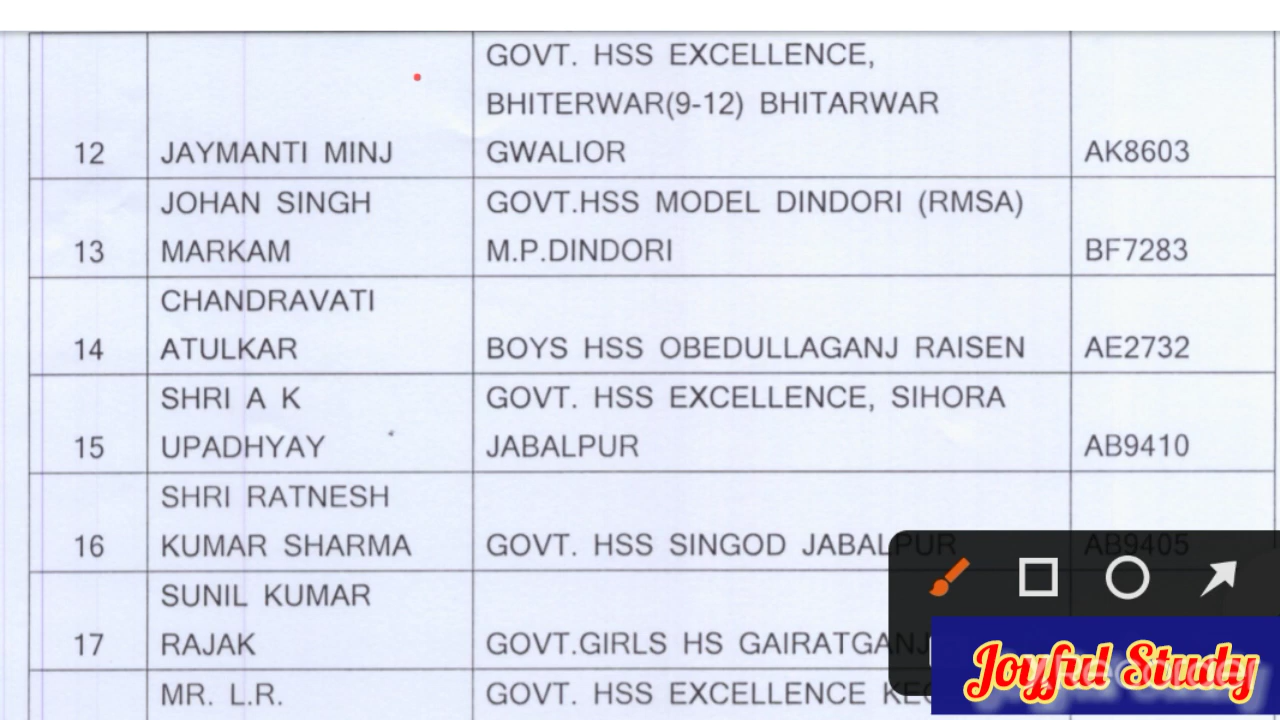 GOVT. HSS EXCELLENCE,
BHITERWAR(9-12) BHITARWAR
12 JAYMANTI MINJ GWALIOR AK8603
JOHAN SINGH GOVT.HSS MODEL DINDORI (RMSA)
13 MARKAM M.P.DINDORI BF7283
CHANDRAVATI
14 ATULKAR BOYS HSS OBEDULLAGANJ RAISEN AE2732
SHRI A K GOVT. HSS EXCELLENCE, SIHORA
15 UPADHYAY JABALPUR AB9410
SHRI RATNESH
16 KUMAR SHARMA GOVT. HSS SINGOD JABALPUR AB9405
SUNIL KUMAR
17 RAJAK GOVT.GIRLS HS GAIRATGANJ
MR. L.R. GOVT. HSS EXCELLENCE
Joyful Study